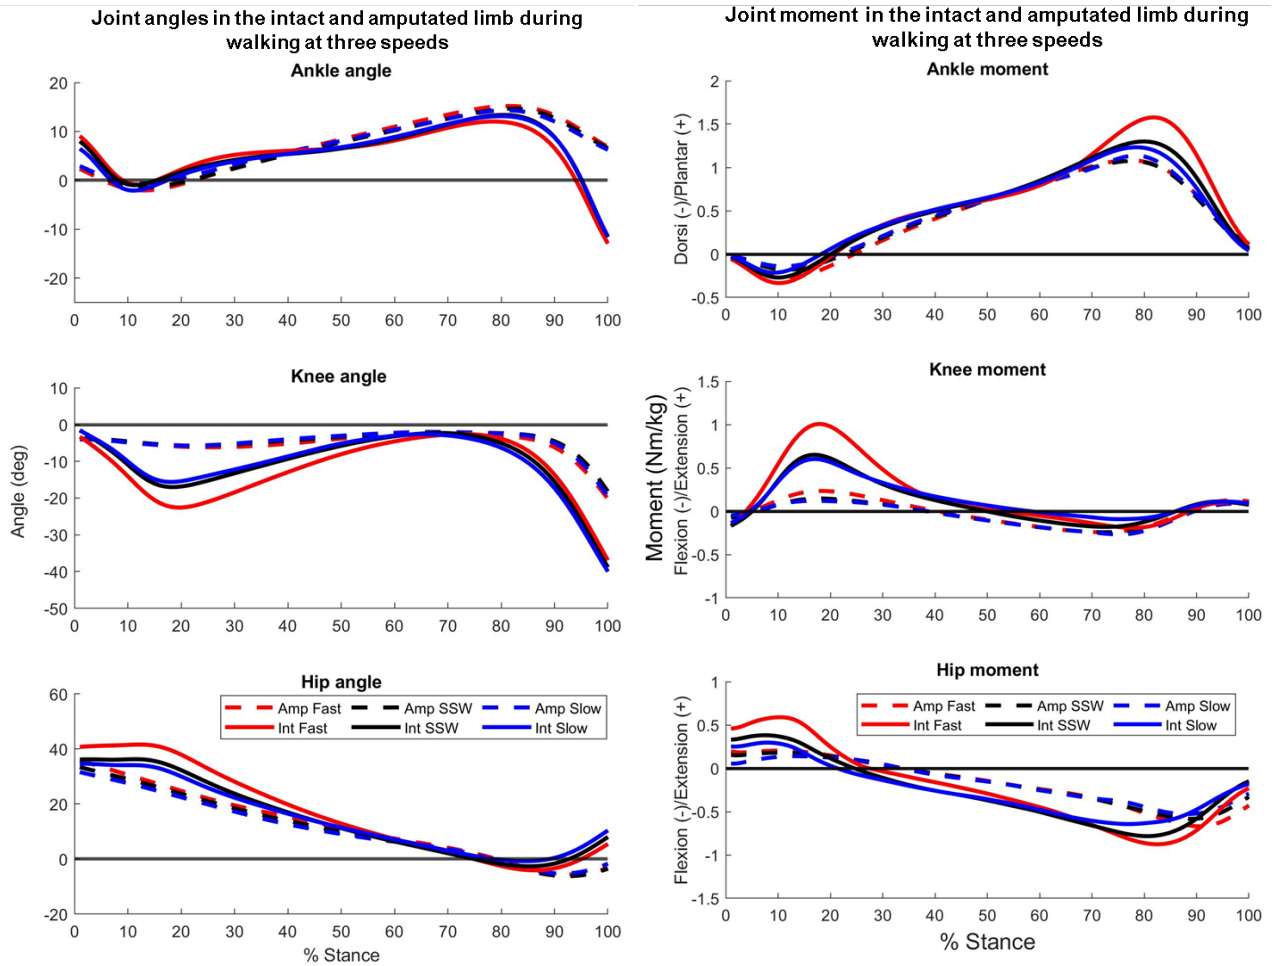 Joint angles in the intact and amputated limb during
walking at three speeds
Ankle angle
20
10
0
-10
-20
0 10 20 30 40 50 60 70 80 90 100
Knee angle
10
0
-10
-20
-30
-40
-50
0 10 20 30 40 50 60 70 80 90 100
Angle (deg)
Hip angle
60
40
20
0
-20
Amp Fast Amp SSW Amp Slow
Int Fast Int SSW Int Slow
0 10 20 30 40 50 60 70 80 90 100
% Stance
Joint moment in the intact and amputated limb during
walking at three speeds
Ankle moment
Dorsi (-)/Plantar (+)
2
1.5
1
0.5
0
-0.5
0 10 20 30 40 50 60 70 80 90 100
Knee moment
Moment (Nm/kg)
Flexion (-)/Extension (+)
1.5
1
0.5
0
-0.5
-1
0 10 20 30 40 50 60 70 80 90 100
Hip moment
Flexion (-)/Extension (+)
1
0.5
0
-0.5
-1
-1.5
Amp Fast Amp SSW Amp Slow
Int Fast Int SSW Int Slow
0 10 20 30 40 50 60 70 80 90 100
% Stance